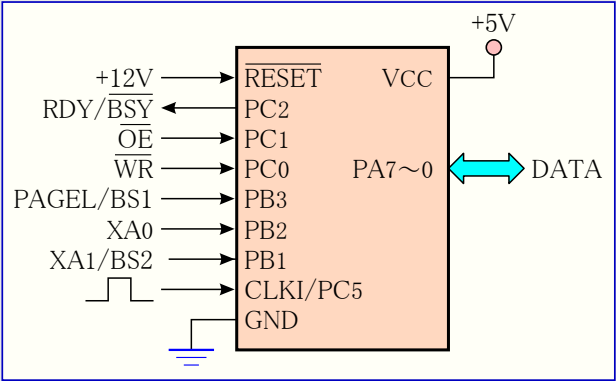 +5V
+12V RESET VCC
RDY/BSY PC2
OE PC1
WR PC0 PA7～0 DATA
PAGEL/BS1 PB3
XA0 PB2
XA1/BS2 PB1
CLKI/PC5
GND